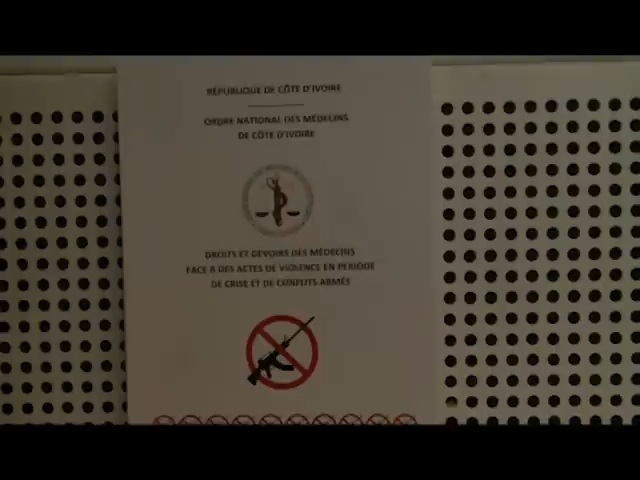 RÉPUBLIQUE DE CÔTE D'IVOIRE
ORDRE NATIONAL DES MÉDECINS
DE CÔTE D'IVOIRE
DROITS ET DEVOIRS DES MÉDECINS
FACE A DES ACTES DE VIOLENCE EN PERIODE
DE CRISE ET DE CONFLITS ARMÉS